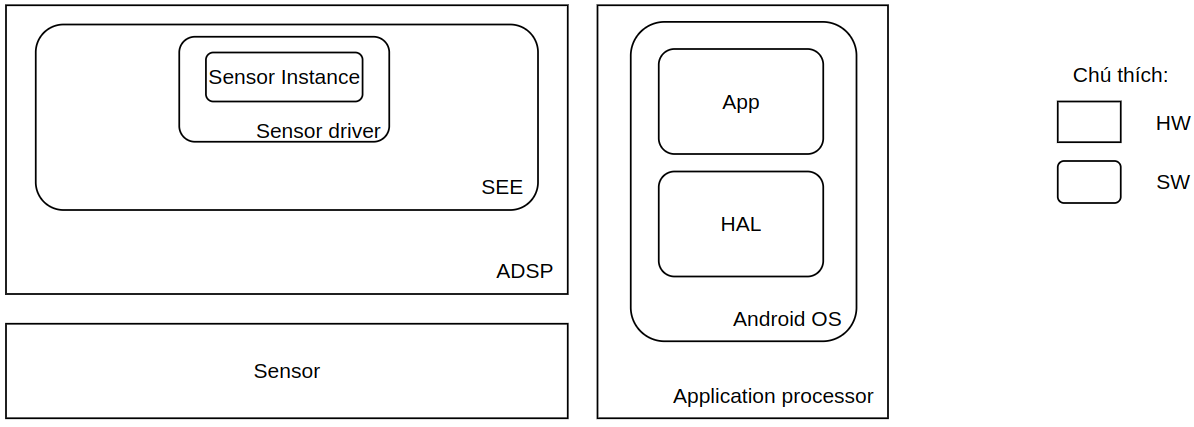 Sensor Instance
Sensor driver
SEE
ADSP
Sensor
App
HAL
Android OS
Application processor
Chú thích:
HW
SW